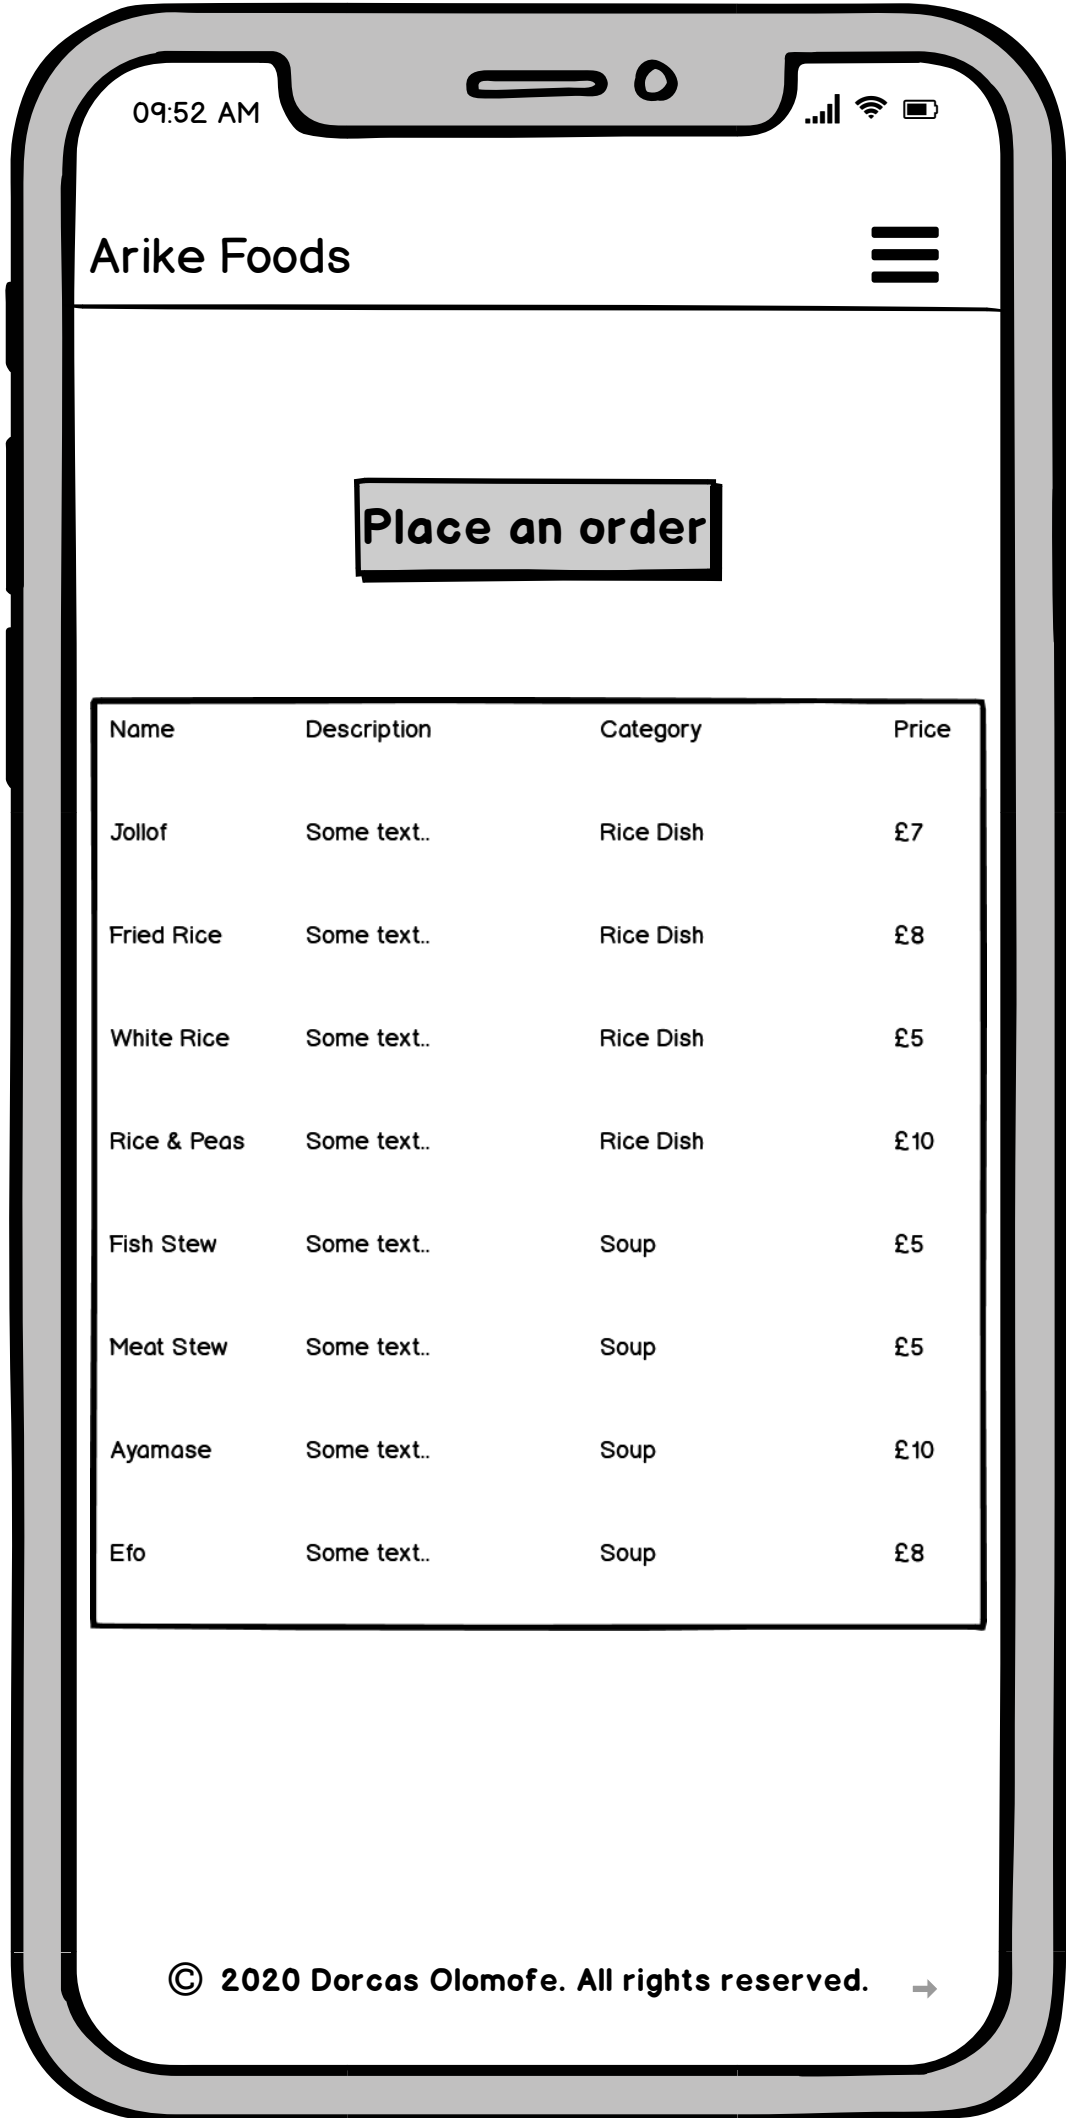 09:52 AM
Arike Foods
Place an order
Name Description Category Price
Jollof Some text.. Rice Dish £7
Fried Rice Some text.. Rice Dish £8
White Rice Some text.. Rice Dish £5
Rice & Peas Some text.. Rice Dish £10
Fish Stew Some text.. Soup £5
Meat Stew Some text.. Soup £5
Ayamase Some text.. Soup £10
Efo Some text.. Soup £8
© 2020 Dorcas Olomofe. All rights reserved.